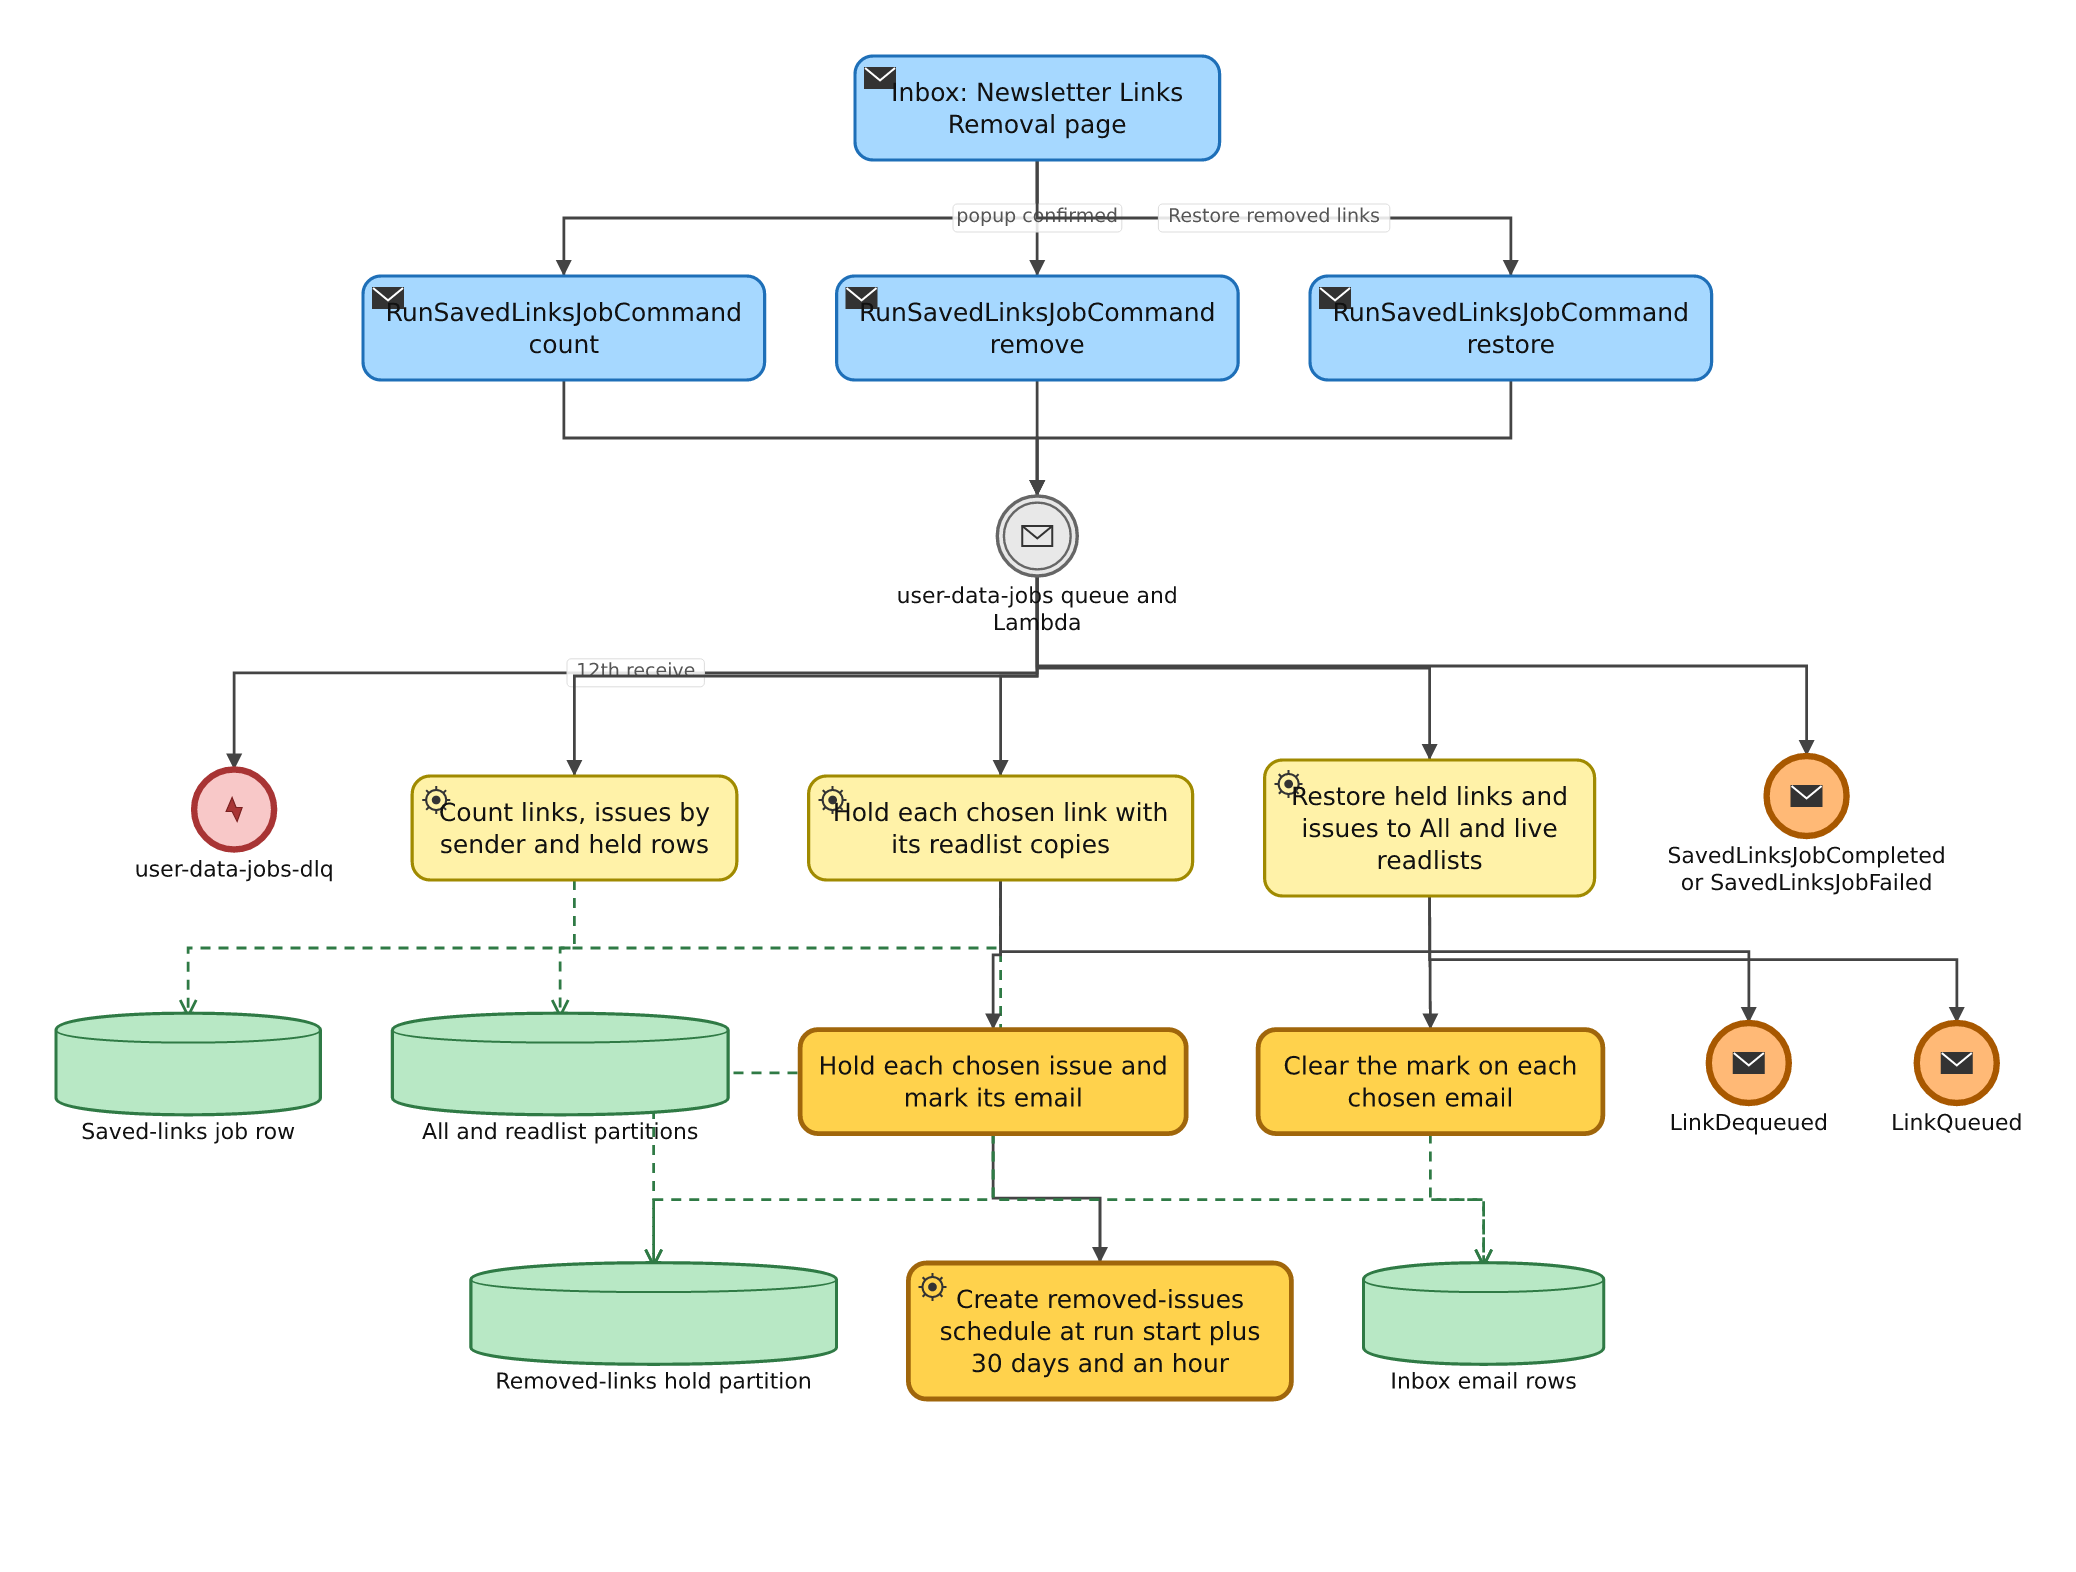 Inbox: Newsletter Links
Removal page
popup confirmed
Restore removed links
RunSavedLinksJobCommand
count
RunSavedLinksJobCommand
remove
RunSavedLinksJobCommand
restore
user-data-jobs queue and
Lambda
12th receive
user-data-jobs-dlq
Count links, issues by
sender and held rows
Hold each chosen link with
its readlist copies
Restore held links and
issues to All and live
readlists
SavedLinksJobCompleted
or SavedLinksJobFailed
Saved-links job row
All and readlist partitions
Hold each chosen issue and
mark its email
Clear the mark on each
chosen email
LinkDequeued
LinkQueued
Removed-links hold partition
Create removed-issues
schedule at run start plus
30 days and an hour
Inbox email rows